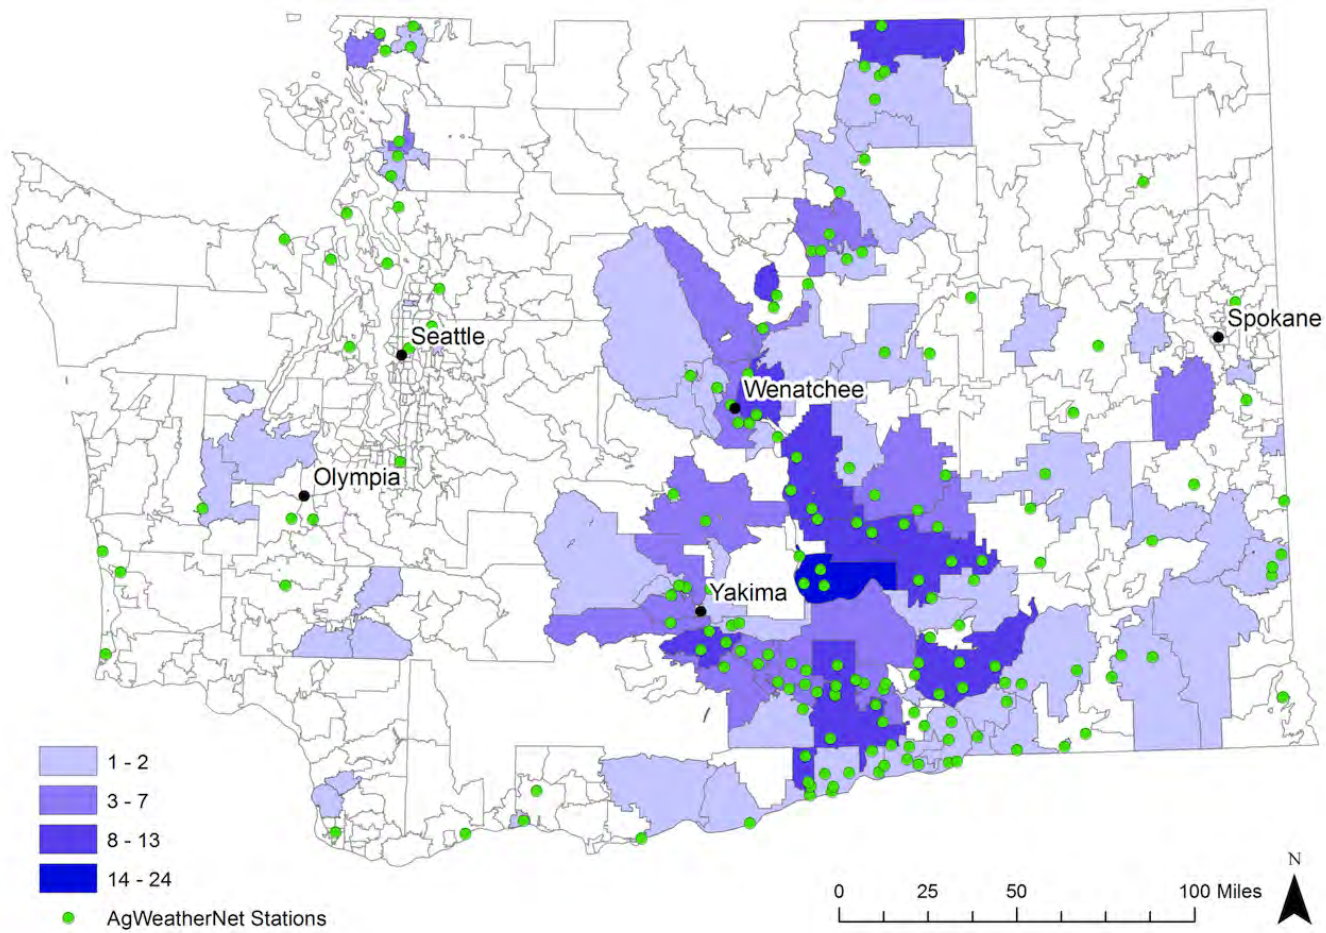 Seattle
Spokane
Wenatchee
Olympia
Yakima
1 - 2
3 - 7
8 - 13
14 - 24
AgWeatherNet Stations
0 25 50 100 Miles
N